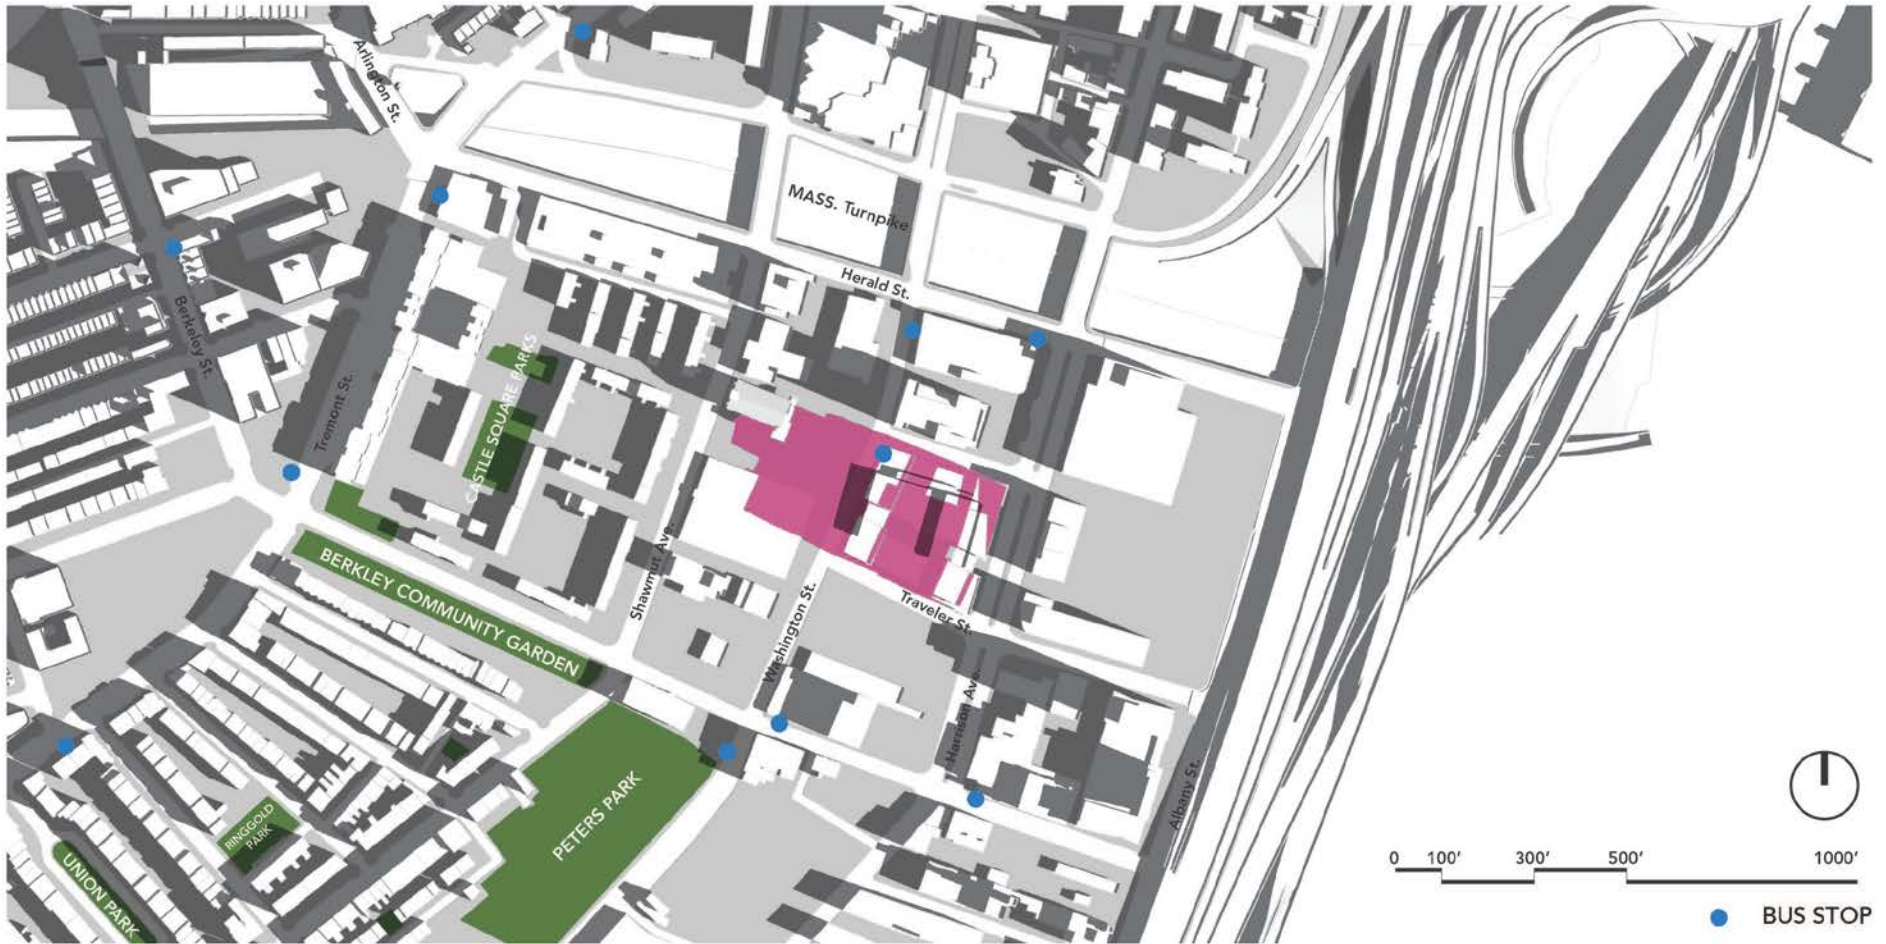 Arlington St.
MASS. Turnpike
Herald St.
Berkeley St.
Tremont St.
CASTLE SQUARE PARKS
BERKLEY COMMUNITY GARDEN
Shawmut Ave.
Washington St.
Traveler St.
Harrison Ave.
Albany St.
PETERS PARK
RINGGOLD
PARK
UNION PARK
0 100' 300' 500' 1000'
BUS STOP